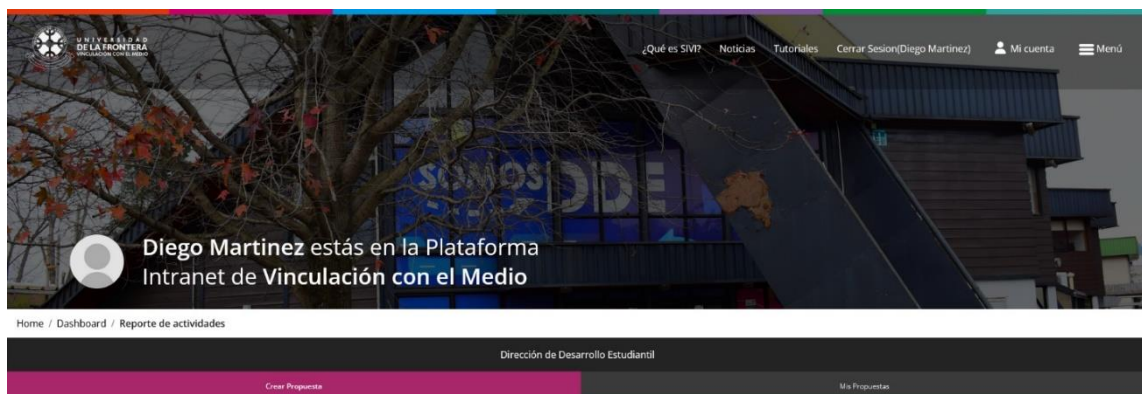 UNIVERSIDAD
DE LA FRONTERA
VINCULACIÓN CON EL MEDIO
¿Qué es SIVI? Noticias Tutoriales Cerrar Sesion(Diego Martinez) Mi cuenta Menú
SOMOS DDE
Diego Martinez estás en la Plataforma
Intranet de Vinculación con el Medio
Home / Dashboard / Reporte de actividades
Dirección de Desarrollo Estudiantil
Crear Propuesta Mis Propuestas